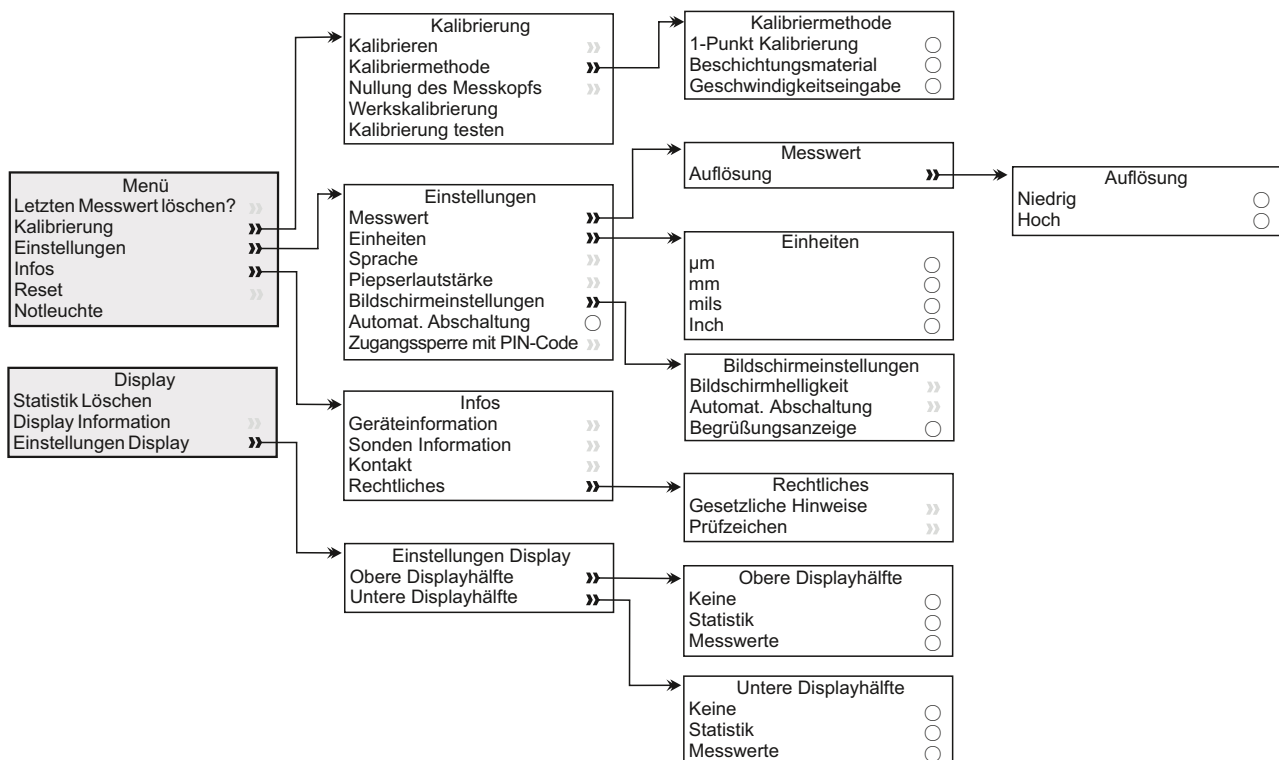 Menü
Letzten Messwert löschen? »
Kalibrierung »
Einstellungen »
Infos »
Reset »
Notleuchte
Display
Statistik Löschen
Display Information »
Einstellungen Display »
Kalibrierung
Kalibrieren »
Kalibriermethode »
Nullung des Messkopfs »
Werkskalibrierung
Kalibrierung testen
Einstellungen
Messwert »
Einheiten »
Sprache »
Piepserlautstärke »
Bildschirmeinstellungen »
Automat. Abschaltung
Zugangssperre mit PIN-Code »
Infos
Geräteinformation »
Sonden Information »
Kontakt »
Rechtliches »
Einstellungen Display
Obere Displayhälfte »
Untere Displayhälfte »
Kalibriermethode
1-Punkt Kalibrierung
Beschichtungsmaterial
Geschwindigkeitseingabe
Messwert
Auflösung »
Einheiten
µm
mm
mils
Inch
Bildschirmeinstellungen
Bildschirmhelligkeit »
Automat. Abschaltung »
Begrüßungsanzeige
Rechtliches
Gesetzliche Hinweise »
Prüfzeichen »
Obere Displayhälfte
Keine
Statistik
Messwerte
Untere Displayhälfte
Keine
Statistik
Messwerte
Auflösung
Niedrig
Hoch